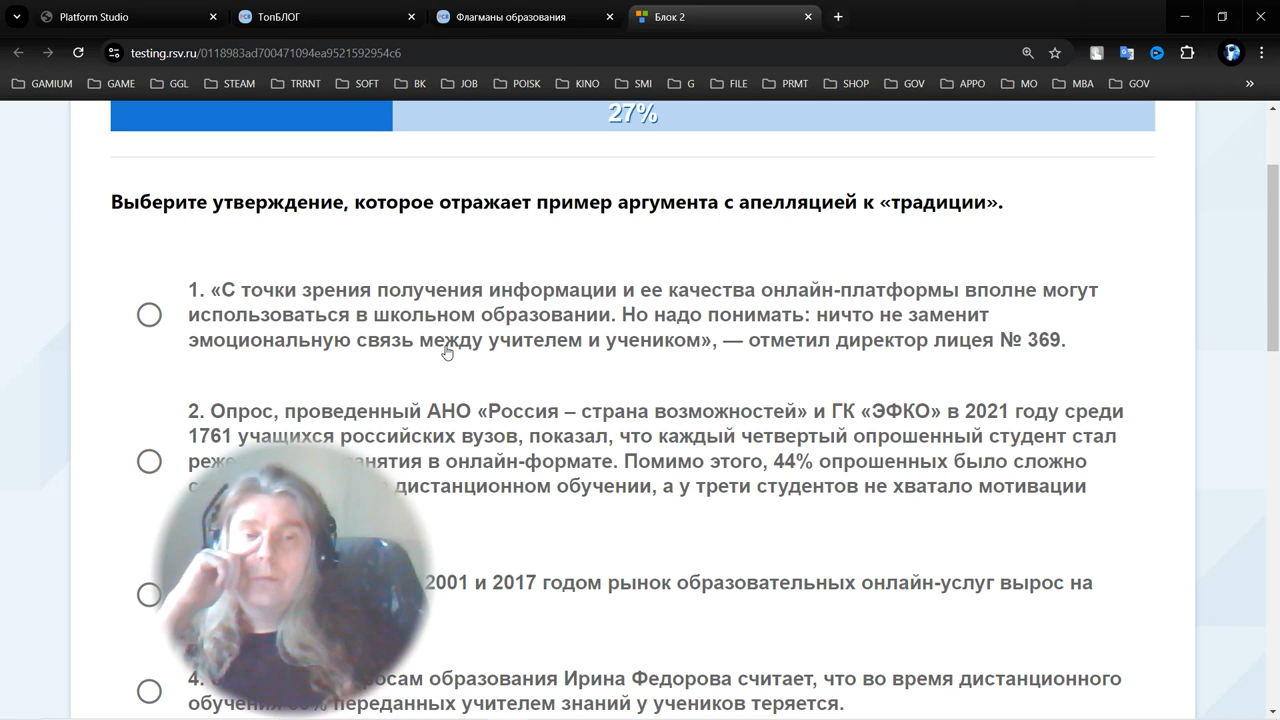 Platform Studio
ТопБЛОГ
Флагманы образования
Блок 2
testing.rsv.ru/0118983ad700471094ea9521592954c6
GAMIUM GAME GGL STEAM TRRNT SOFT BK JOB POISK KINO SMI G FILE PRMT SHOP GOV APPO MO MBA GOV
27%
Выберите утверждение, которое отражает пример аргумента с апелляцией к «традиции».
1. «С точки зрения получения информации и ее качества онлайн-платформы вполне могут
использоваться в школьном образовании. Но надо понимать: ничто не заменит
эмоциональную связь между учителем и учеником», — отметил директор лицея № 369.
2. Опрос, проведенный АНО «Россия – страна возможностей» и ГК «ЭФКО» в 2021 году среди
1761 учащихся российских вузов, показал, что каждый четвертый опрошенный студент стал
в онлайн-формате. Помимо этого, 44% опрошенных было сложно
дистанционном обучении, а у трети студентов не хватало мотивации
2001 и 2017 годом рынок образовательных онлайн-услуг вырос на
4. образования Ирина Федорова считает, что во время дистанционного
переданных учителем знаний у учеников теряется.